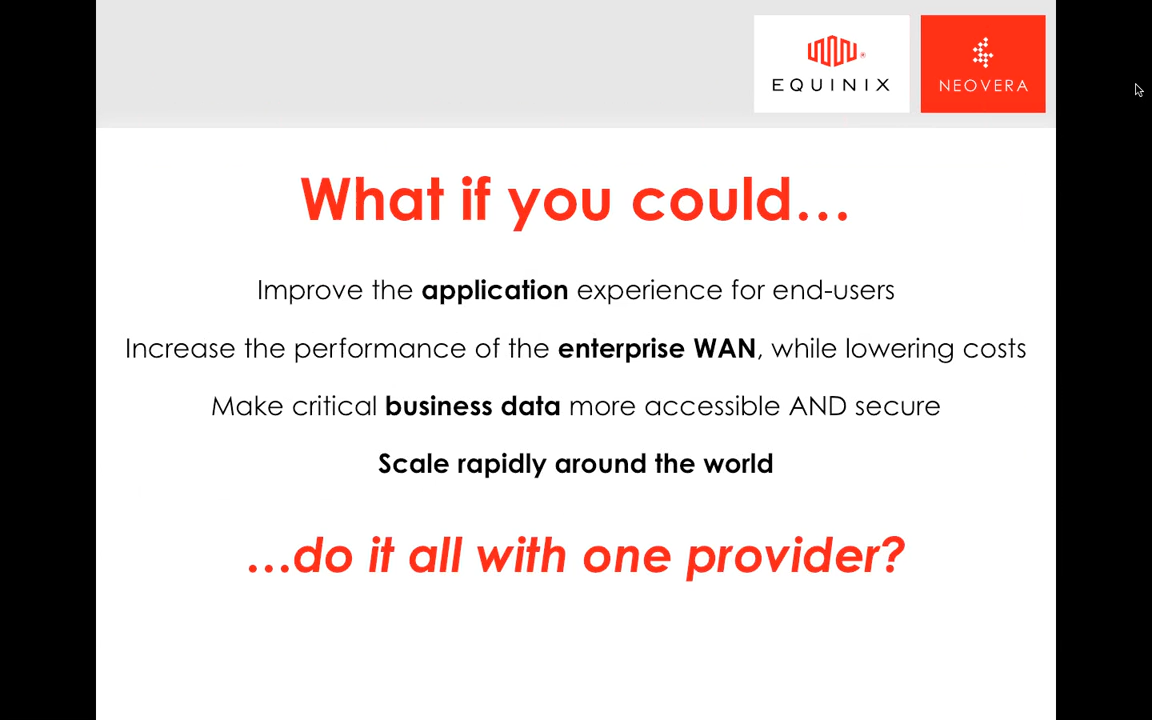 EQUINIX
NEOVERA
What if you could…
Improve the application experience for end-users
Increase the performance of the enterprise WAN, while lowering costs
Make critical business data more accessible AND secure
Scale rapidly around the world
…do it all with one provider?